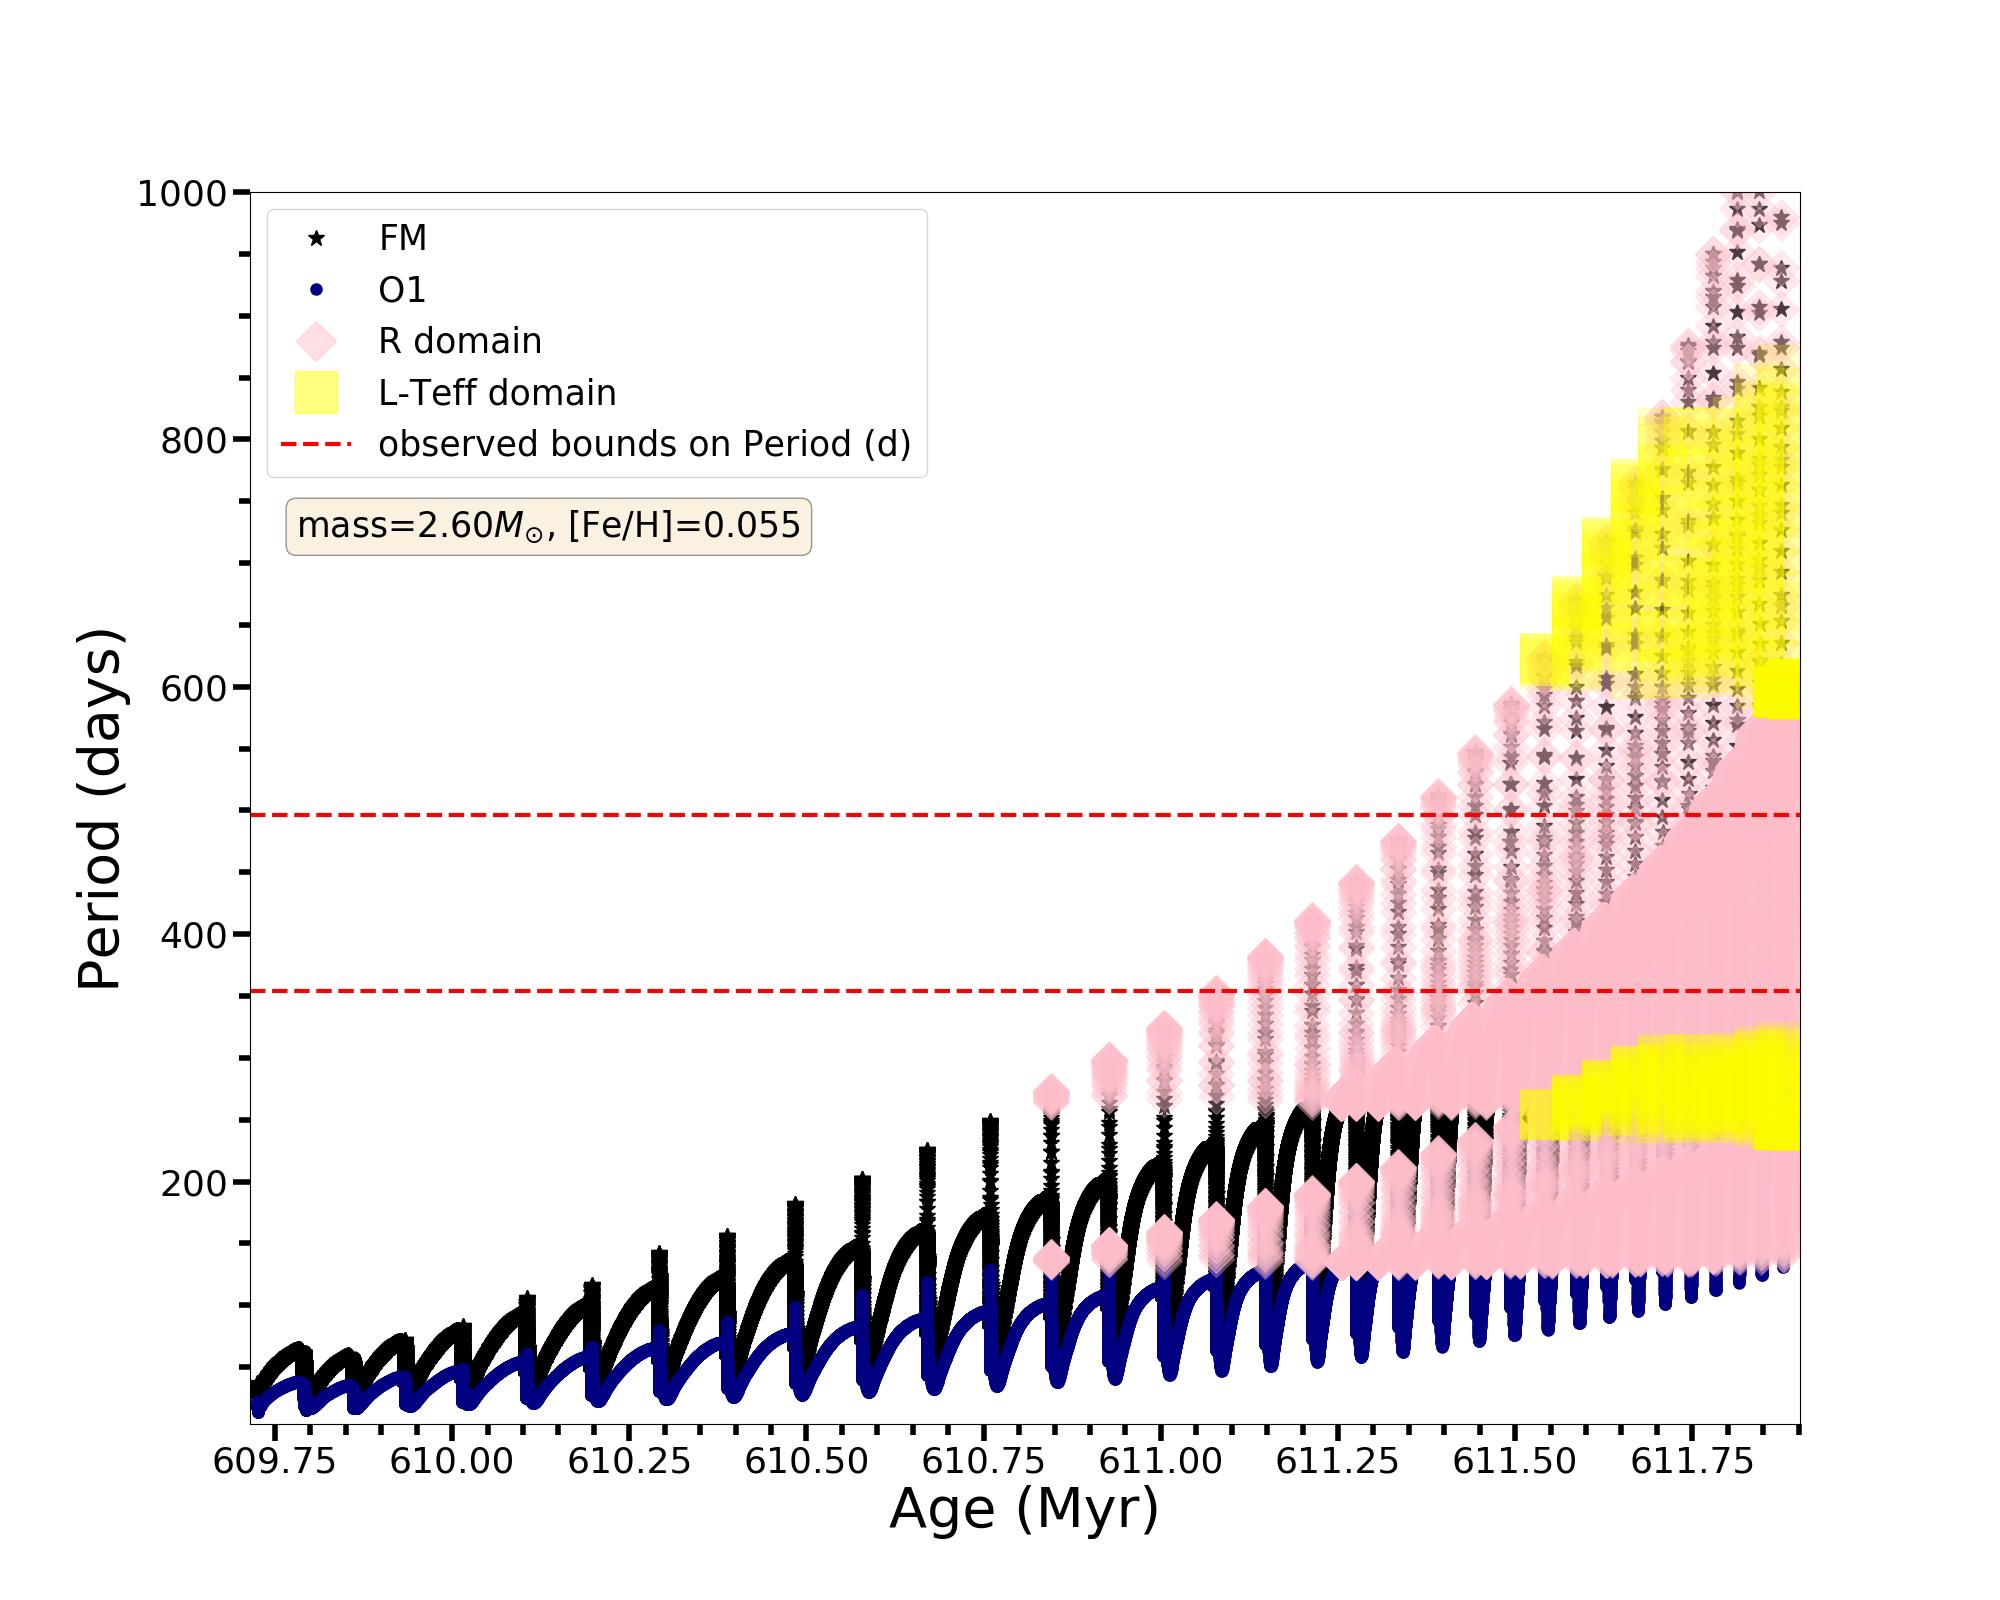 1000
800
600
400
200
Period (days)
FM
O1
R domain
L-Teff domain
observed bounds on Period (d)
mass=2.60M⊙, [Fe/H]=0.055
609.75 610.00 610.25 610.50 610.75 611.00 611.25 611.50 611.75
Age (Myr)